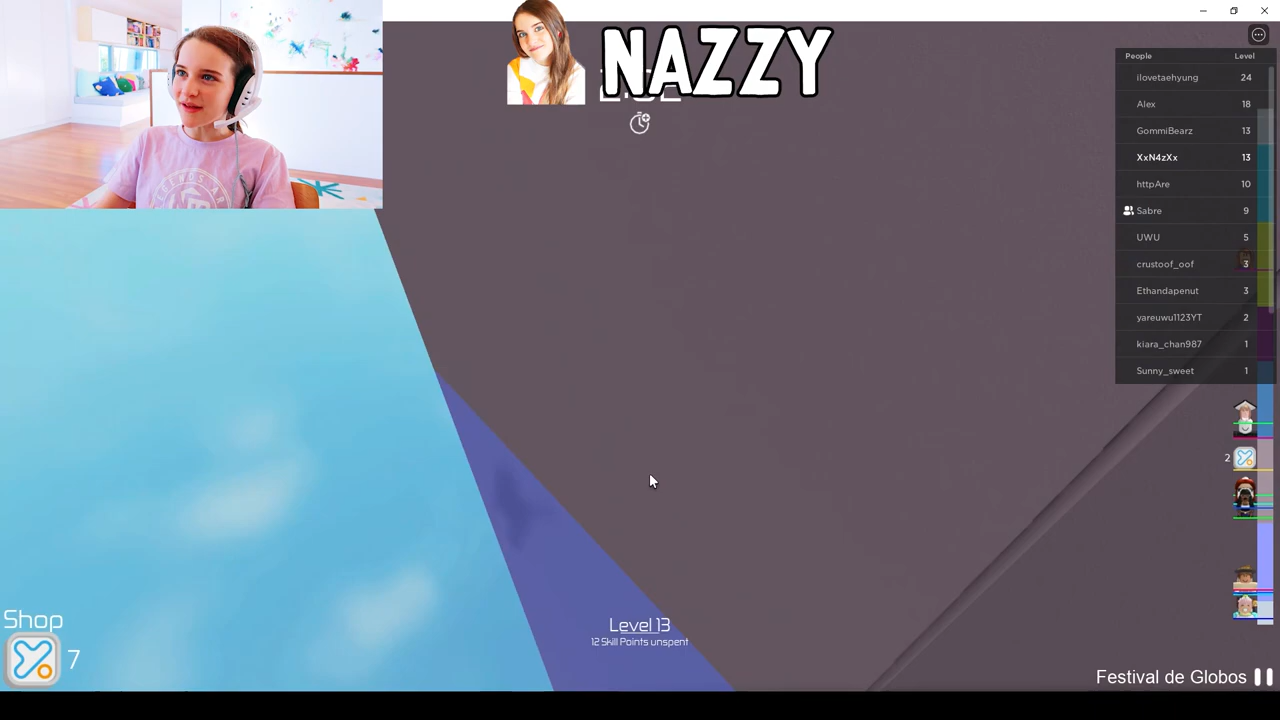 NAZZY
People Level
ilovetaehyung 24
Alex 18
GommiBearz 13
XxN4zXx 13
httpAre 10
Sabre 9
UWU 5
crustoof_oof 3
Ethandapenut 3
yareuwu1123YT 2
kiara_chan987 1
Sunny_sweet 1
2
Level 13
12 Skill Points unspent
Shop
7
Festival de Globos